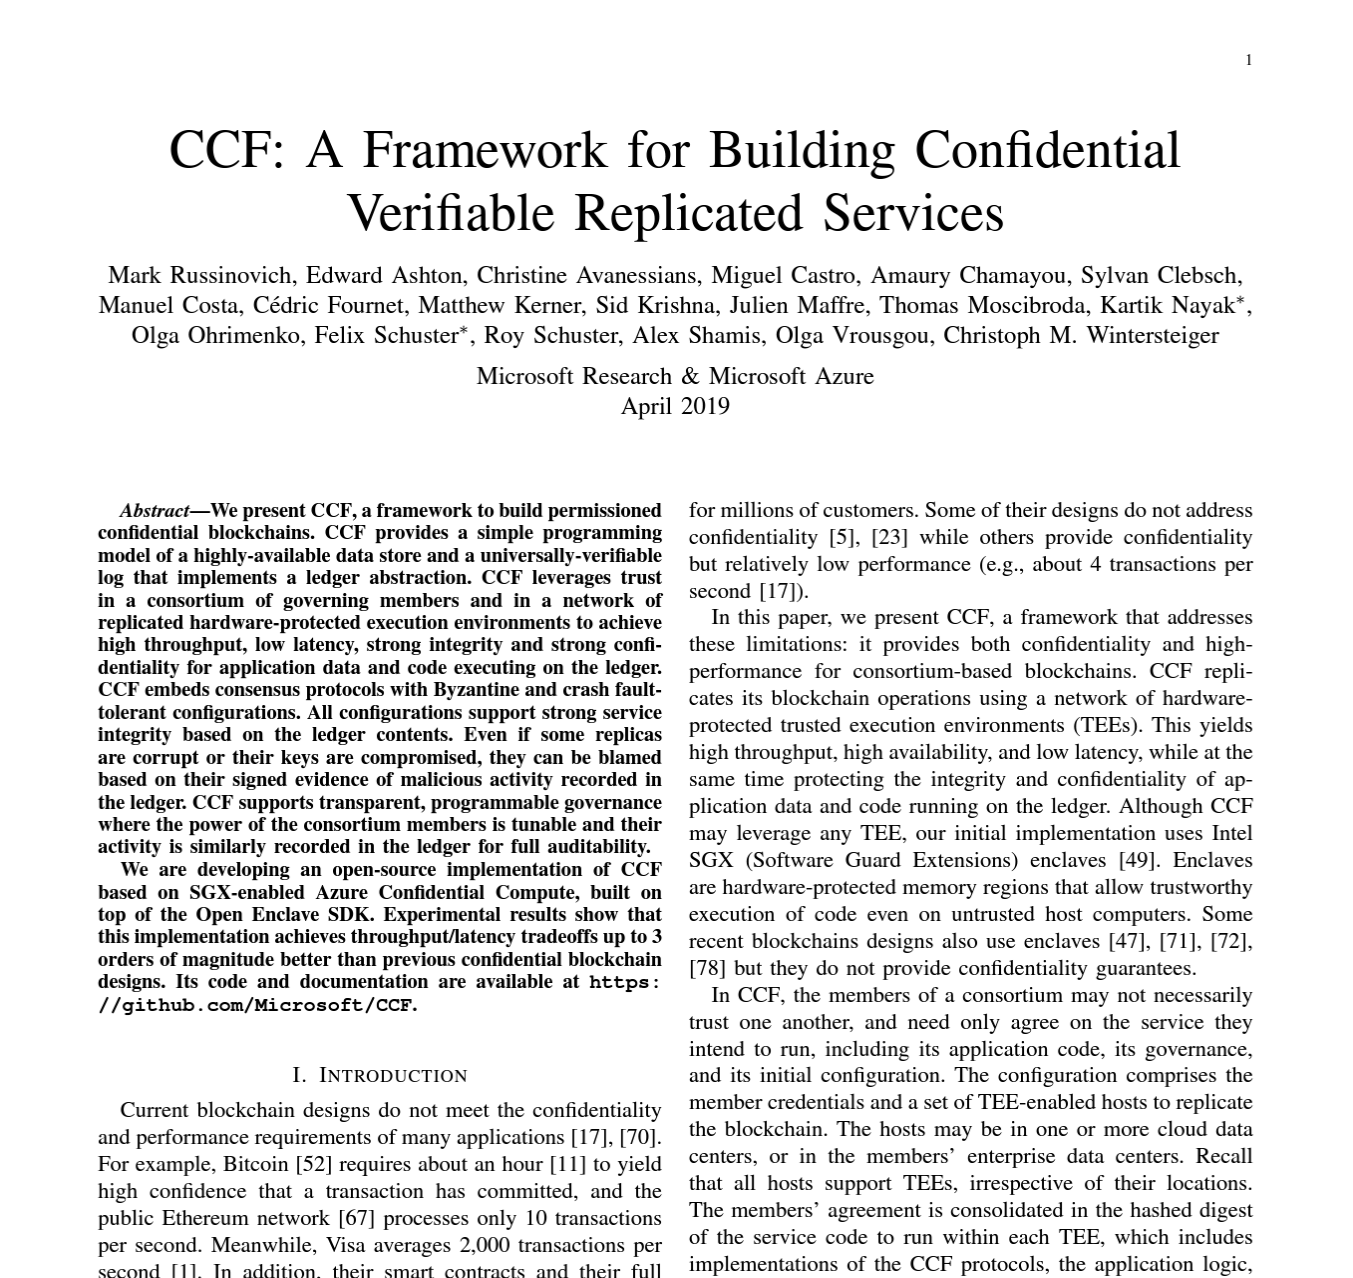 1
CCF: A Framework for Building Confidential
Verifiable Replicated Services
Mark Russinovich, Edward Ashton, Christine Avanessians, Miguel Castro, Amaury Chamayou, Sylvan Clebsch,
Manuel Costa, Cédric Fournet, Matthew Kerner, Sid Krishna, Julien Maffre, Thomas Moscibroda, Kartik Nayak*,
Olga Ohrimenko, Felix Schuster*, Roy Schuster, Alex Shamis, Olga Vrousgou, Christoph M. Wintersteiger
Microsoft Research & Microsoft Azure
April 2019
Abstract—We present CCF, a framework to build permissioned
confidential blockchains. CCF provides a simple programming
model of a highly-available data store and a universally-verifiable
log that implements a ledger abstraction. CCF leverages trust
in a consortium of governing members and in a network of
replicated hardware-protected execution environments to achieve
high throughput, low latency, strong integrity and strong confi-
dentiality for application data and code executing on the ledger.
CCF embeds consensus protocols with Byzantine and crash fault-
tolerant configurations. All configurations support strong service
integrity based on the ledger contents. Even if some replicas
are corrupt or their keys are compromised, they can be blamed
based on their signed evidence of malicious activity recorded in
the ledger. CCF supports transparent, programmable governance
where the power of the consortium members is tunable and their
activity is similarly recorded in the ledger for full auditability.
We are developing an open-source implementation of CCF
based on SGX-enabled Azure Confidential Compute, built on
top of the Open Enclave SDK. Experimental results show that
this implementation achieves throughput/latency tradeoffs up to 3
orders of magnitude better than previous confidential blockchain
designs. Its code and documentation are available at https:
//github.com/Microsoft/CCF.
I. INTRODUCTION
Current blockchain designs do not meet the confidentiality
and performance requirements of many applications [17], [70].
For example, Bitcoin [52] requires about an hour [11] to yield
high confidence that a transaction has committed, and the
public Ethereum network [67] processes only 10 transactions
per second. Meanwhile, Visa averages 2,000 transactions per
second [1]. In addition, their smart contracts and their full
for millions of customers. Some of their designs do not address
confidentiality [5], [23] while others provide confidentiality
but relatively low performance (e.g., about 4 transactions per
second [17]).
In this paper, we present CCF, a framework that addresses
these limitations: it provides both confidentiality and high-
performance for consortium-based blockchains. CCF repli-
cates its blockchain operations using a network of hardware-
protected trusted execution environments (TEEs). This yields
high throughput, high availability, and low latency, while at the
same time protecting the integrity and confidentiality of ap-
plication data and code running on the ledger. Although CCF
may leverage any TEE, our initial implementation uses Intel
SGX (Software Guard Extensions) enclaves [49]. Enclaves
are hardware-protected memory regions that allow trustworthy
execution of code even on untrusted host computers. Some
recent blockchains designs also use enclaves [47], [71], [72],
[78] but they do not provide confidentiality guarantees.
In CCF, the members of a consortium may not necessarily
trust one another, and need only agree on the service they
intend to run, including its application code, its governance,
and its initial configuration. The configuration comprises the
member credentials and a set of TEE-enabled hosts to replicate
the blockchain. The hosts may be in one or more cloud data
centers, or in the members' enterprise data centers. Recall
that all hosts support TEEs, irrespective of their locations.
The members' agreement is consolidated in the hashed digest
of the service code to run within each TEE, which includes
implementations of the CCF protocols, the application logic,